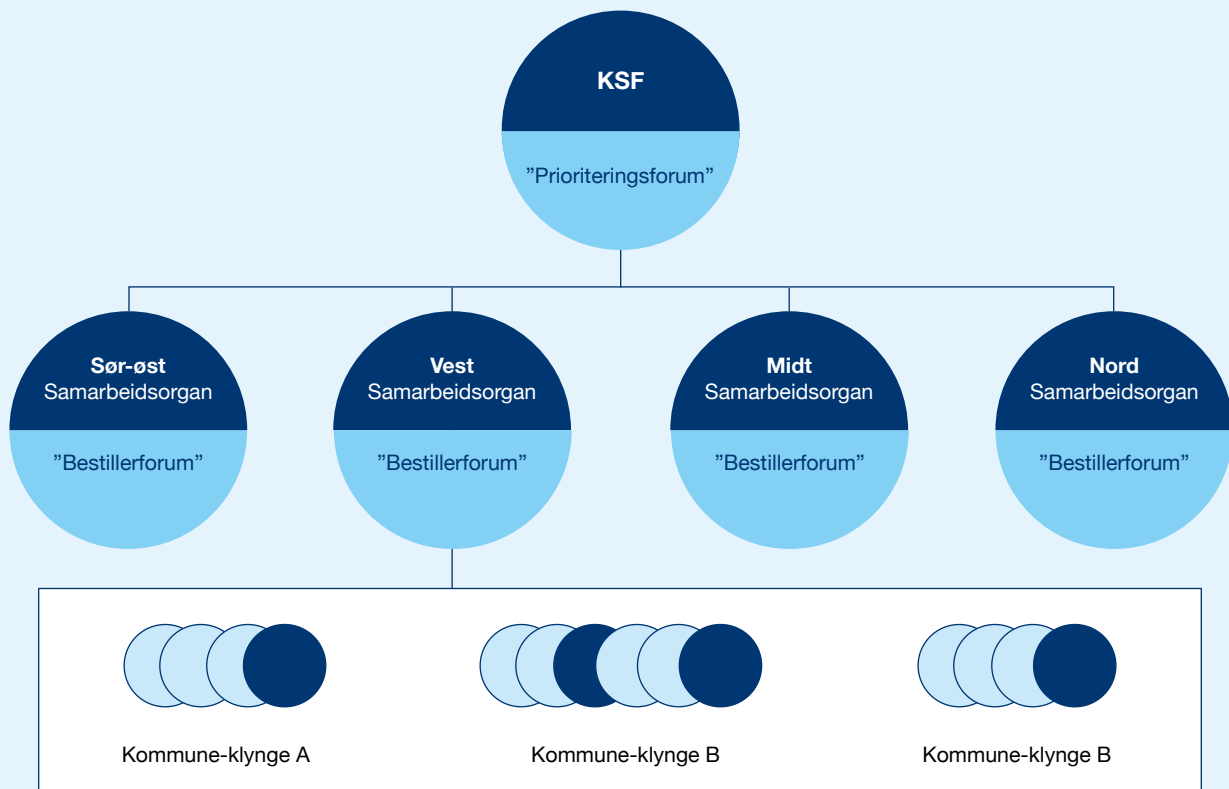 KSF
”Prioriteringsforum”
Sør-øst
Samarbeidsorgan
”Bestillerforum”
Vest
Samarbeidsorgan
”Bestillerforum”
Midt
Samarbeidsorgan
”Bestillerforum”
Nord
Samarbeidsorgan
”Bestillerforum”
Kommune-klynge A
Kommune-klynge B
Kommune-klynge B